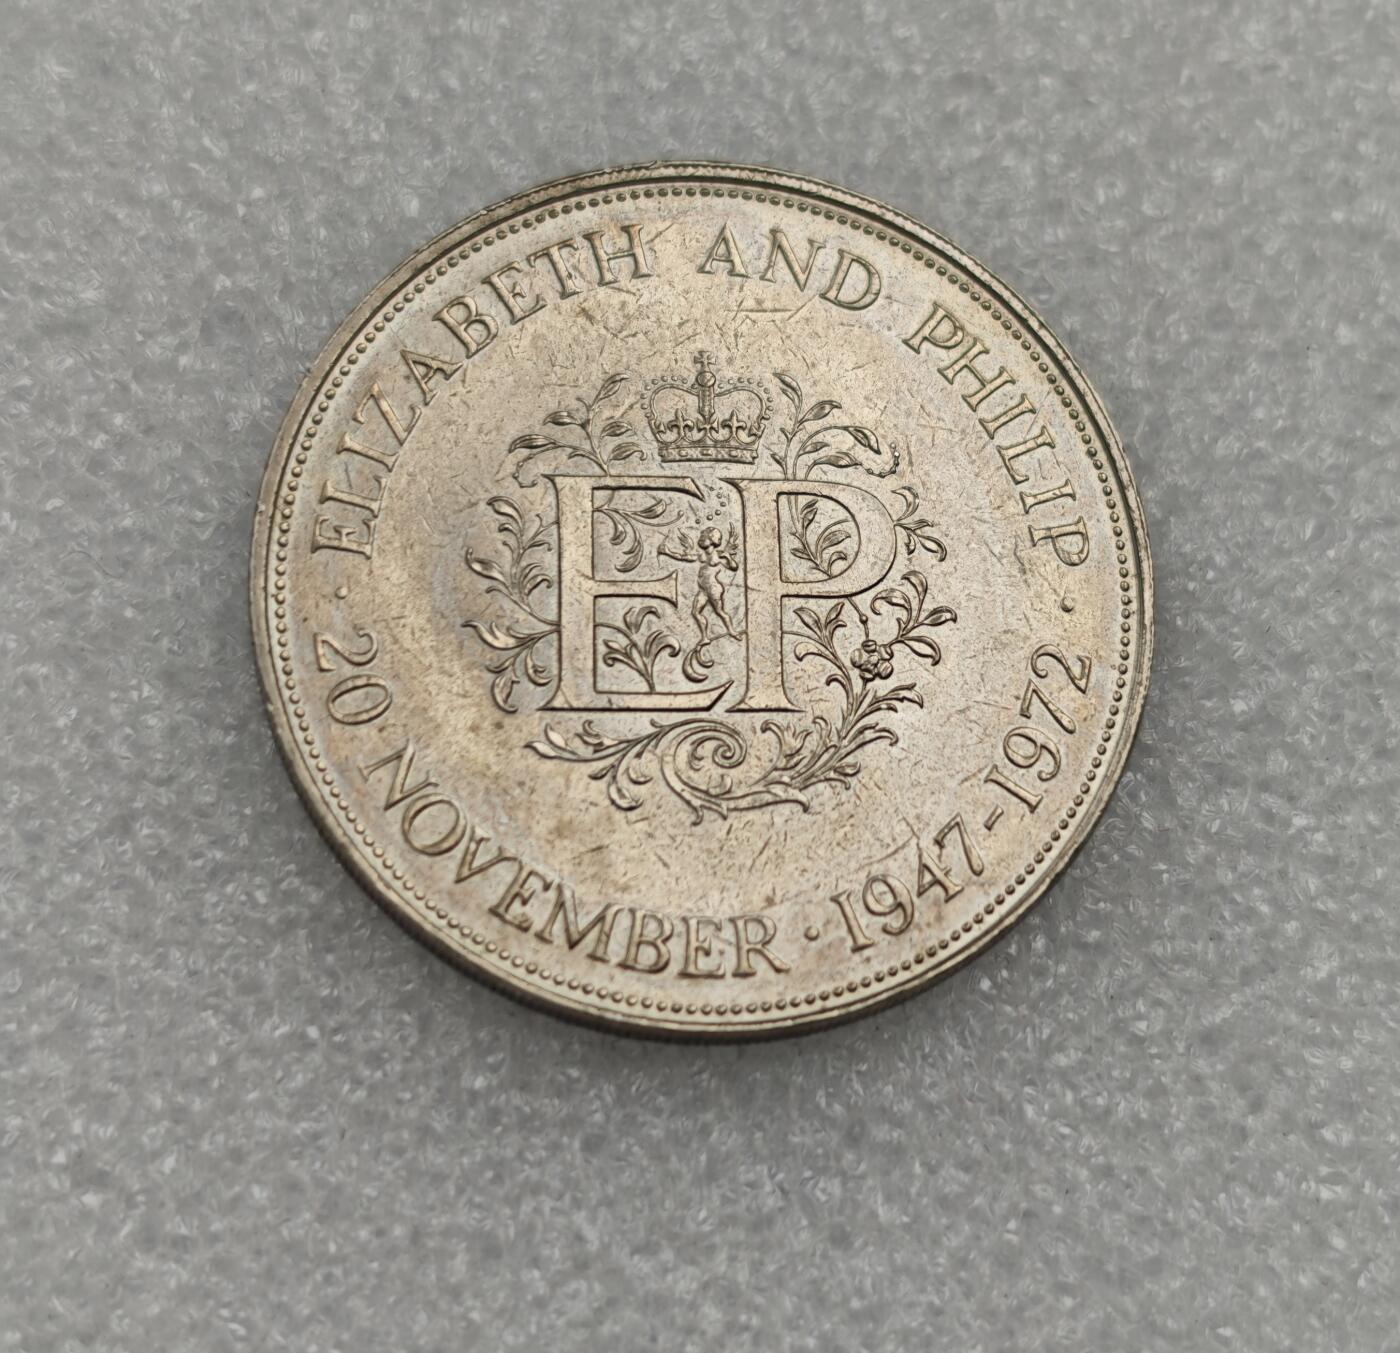 ELIZABETH AND PHILIP
· 20 NOVEMBER · 1947-1972 ·
EP